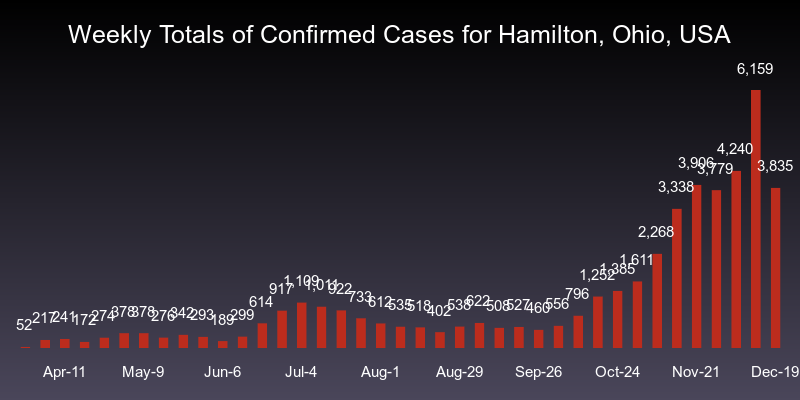 Weekly Totals of Confirmed Cases for Hamilton, Ohio, USA
52 217 241 172 274 378 378 276 342 293 189 299 614 917 1,109 1,011 922 733 612 535 518 402 538 622 508 527 460 556 796 1,252 1,385 1,611 2,268 3,338 3,906 3,779 4,240 6,159 3,835
Apr-11 May-9 Jun-6 Jul-4 Aug-1 Aug-29 Sep-26 Oct-24 Nov-21 Dec-19